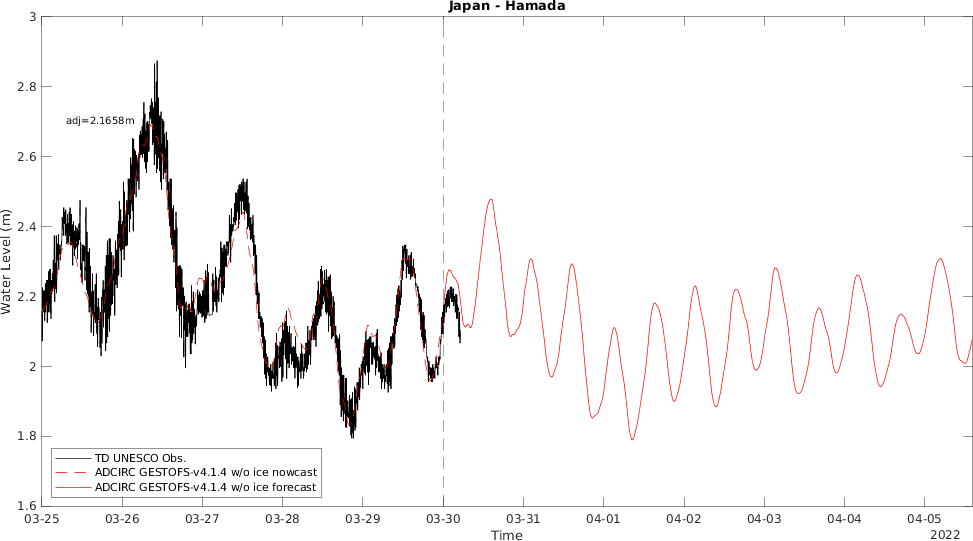 Japan - Hamada
3
2.8
2.6
2.4
2.2
2
1.8
1.6
Water Level (m)
adj=2.1658m
TD UNESCO Obs.
ADCIRC GESTOFS-v4.1.4 w/o ice nowcast
ADCIRC GESTOFS-v4.1.4 w/o ice forecast
03-25 03-26 03-27 03-28 03-29 03-30 03-31 04-01 04-02 04-03 04-04 04-05
Time
2022